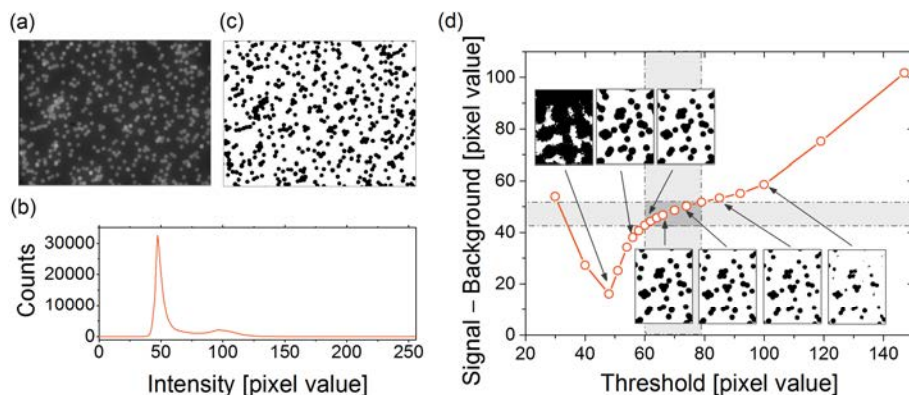 (a)
(c)
(b)
30000
20000
10000
0
Counts
0 50 100 150 200 250
Intensity [pixel value]
(d)
100
80
60
40
20
0
Signal – Background [pixel value]
20 40 60 80 100 120 140
Threshold [pixel value]